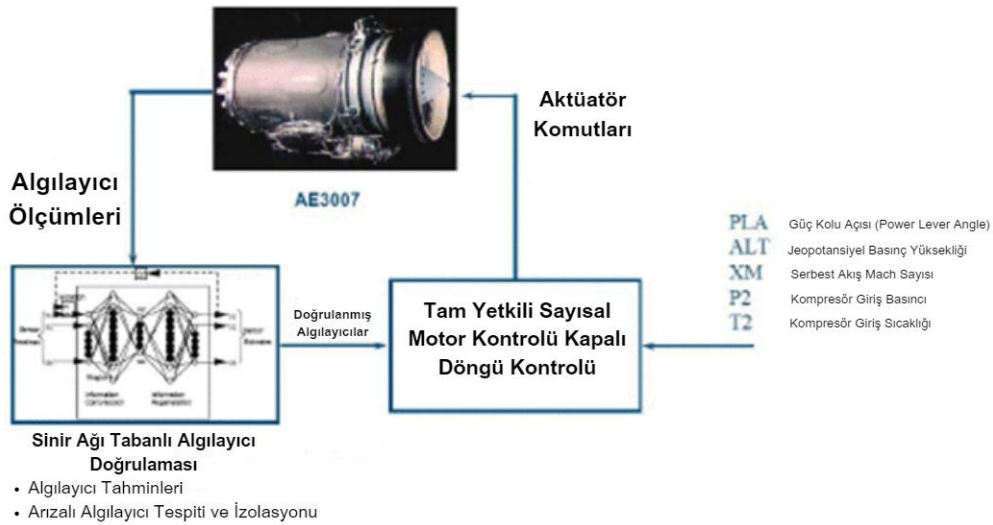 Aktüatör
Komutları
AE3007
Algılayıcı
Ölçümleri
PLA Güç Kolu Açısı (Power Lever Angle)
ALT Jeopotansiyel Basınç Yüksekliği
XM Serbest Akış Mach Sayısı
P2 Kompresör Giriş Basıncı
T2 Kompresör Giriş Sıcaklığı
Doğrulanmış
Algılayıcılar
Tam Yetkili Sayısal
Motor Kontrolü Kapalı
Döngü Kontrolü
Sinir Ağı Tabanlı Algılayıcı
Doğrulaması
• Algılayıcı Tahminleri
• Arızalı Algılayıcı Tespiti ve İzolasyonu